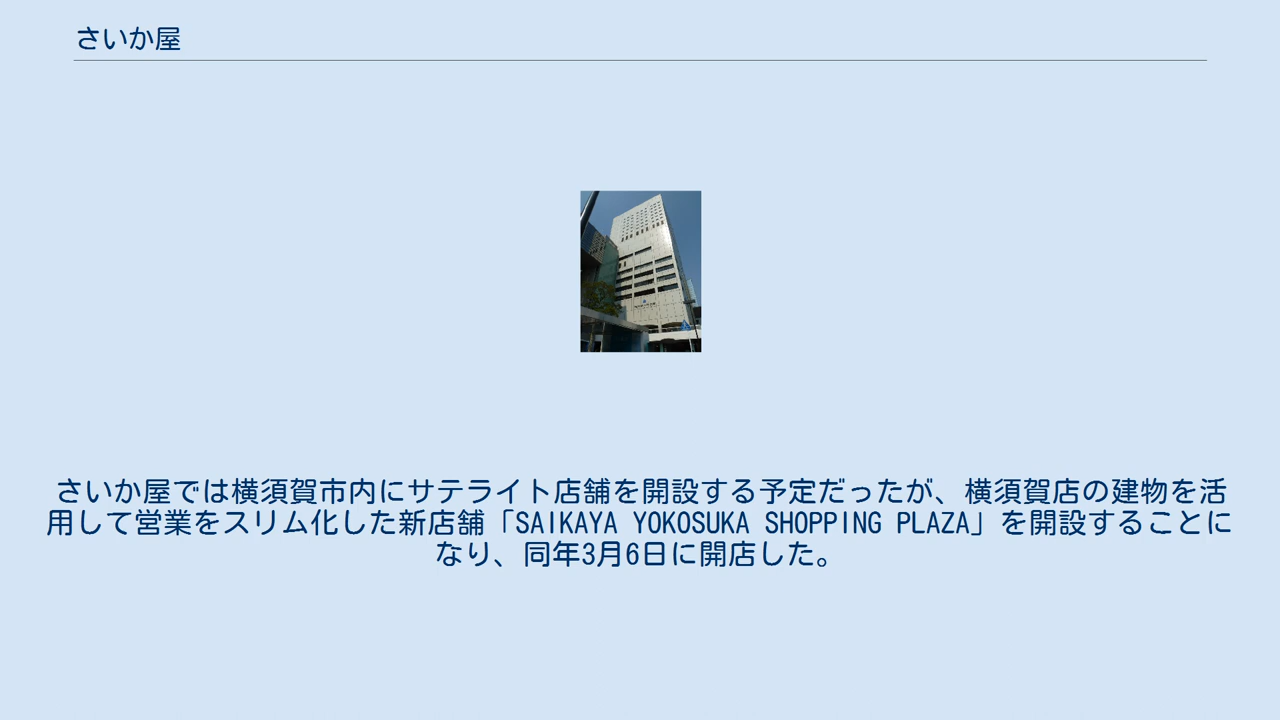 さいか屋
さいか屋では横須賀市内にサテライト店舗を開設する予定だったが、横須賀店の建物を活
用して営業をスリム化した新店舗「SAIKAYA YOKOSUKA SHOPPING PLAZA」を開設することに
なり、同年3月6日に開店した。